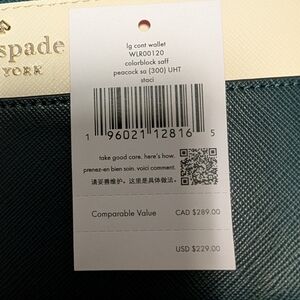 spade
YORK
lg cont wallet
WLR00120
colorblock saff
peacock sa (300) UHT
staci
1 96021 12816 5
take good care. here's how.
prenez-en bien soin. voici comment.
请妥善维护。这里是具体做法。
Comparable Value CAD $289.00
USD $229.00